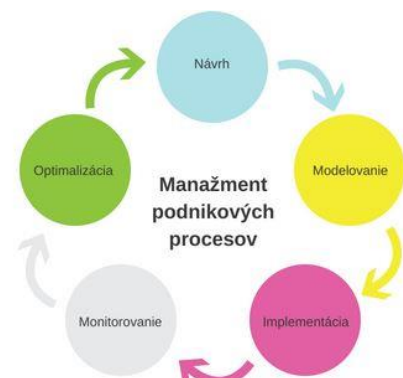 Návrh
Optimalizácia
Modelovanie
Manažment
podnikových
procesov
Monitorovanie
Implementácia